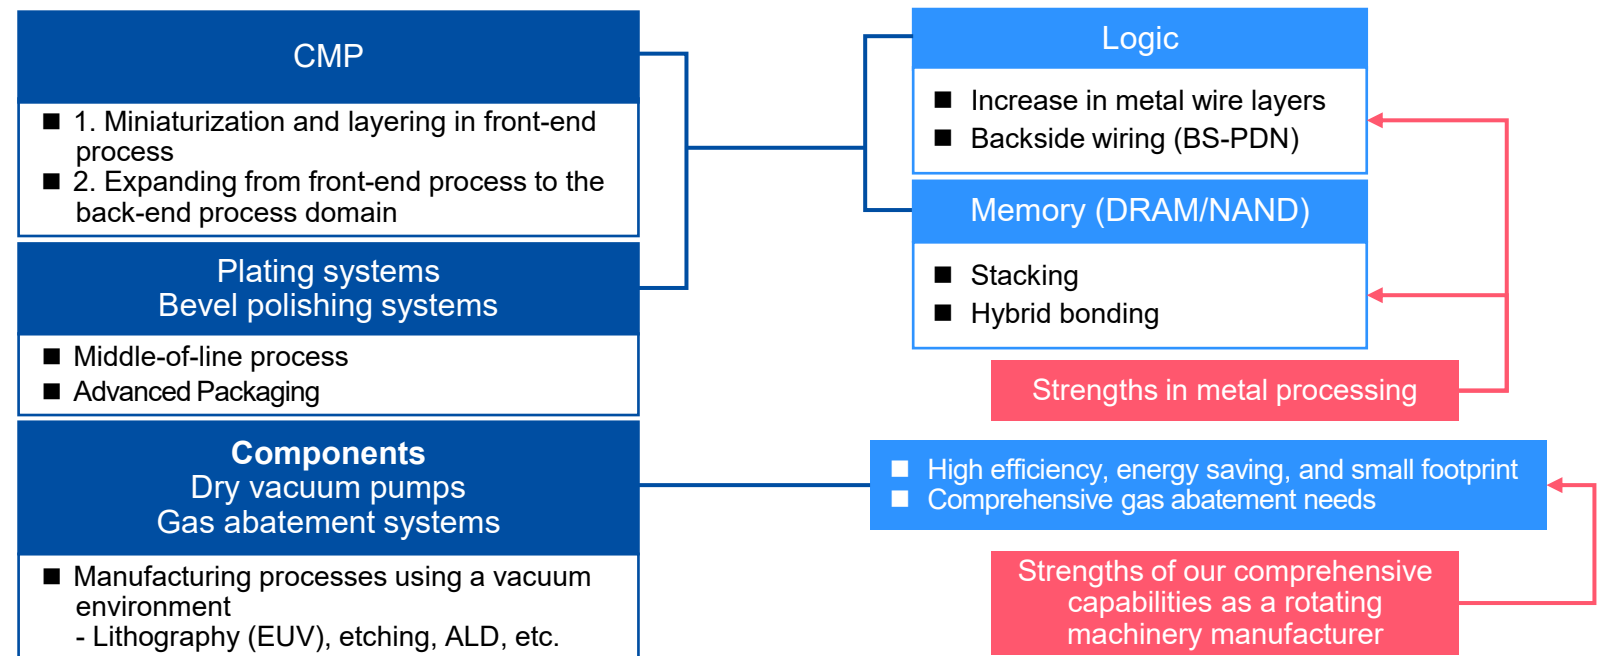 CMP
■ 1. Miniaturization and layering in front-end
process
■ 2. Expanding from front-end process to the
back-end process domain
Plating systems
Bevel polishing systems
■ Middle-of-line process
■ Advanced Packaging
Components
Dry vacuum pumps
Gas abatement systems
■ Manufacturing processes using a vacuum
environment
- Lithography (EUV), etching, ALD, etc.
Logic
■ Increase in metal wire layers
■ Backside wiring (BS-PDN)
Memory (DRAM/NAND)
■ Stacking
■ Hybrid bonding
Strengths in metal processing
■ High efficiency, energy saving, and small footprint
■ Comprehensive gas abatement needs
Strengths of our comprehensive
capabilities as a rotating
machinery manufacturer